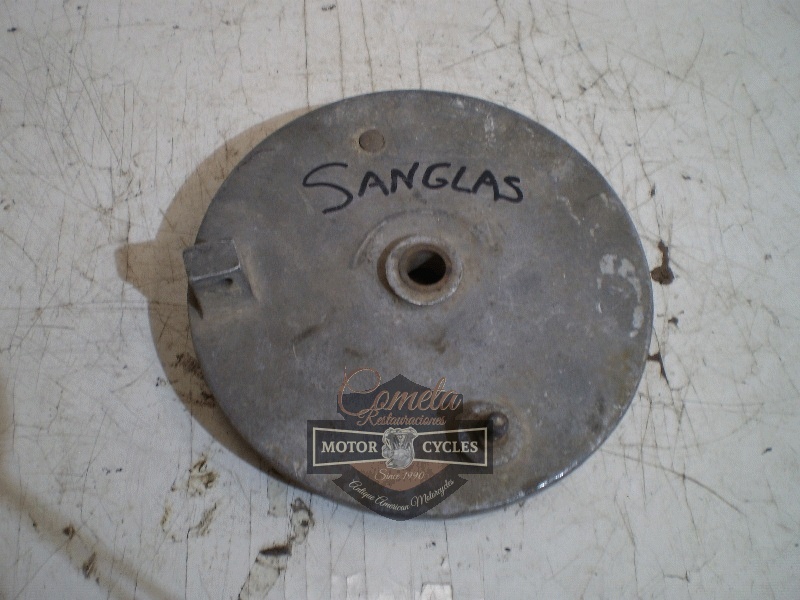 SANGLAS
Cometa
Restauraciones
MOTOR CYCLES
Since 1990
Antique American Motorcycles